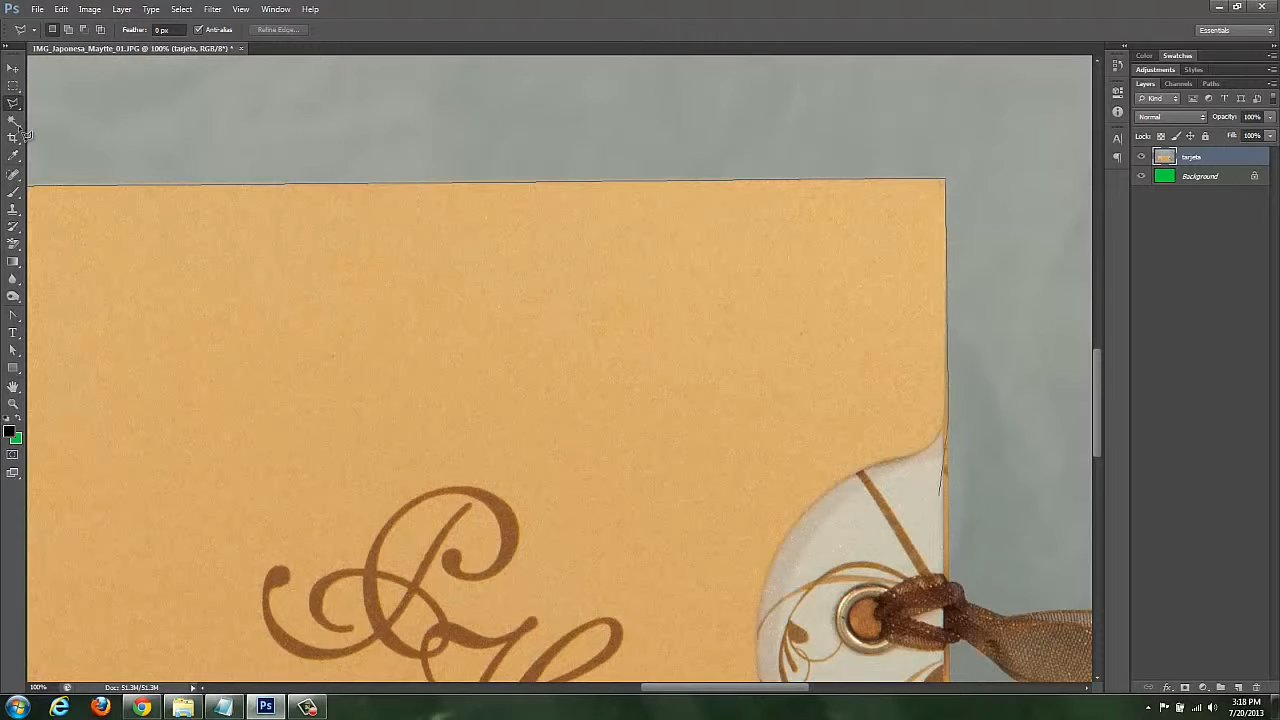 Ps File Edit Image Layer Type Select Filter View Window Help
Feather: 0 px Anti-alias Refine Edge... Essentials
IMG_Japonesa_Maytte_01.JPG @ 100% (tarjeta, RGB/8*) * ×
Color Swatches
Adjustments Styles
Layers Channels Paths
Kind
Normal Opacity: 100%
Lock: Fill: 100%
tarjeta
Background
100% Doc: 51.3M/51.3M
Ps
3:18 PM
7/20/2013